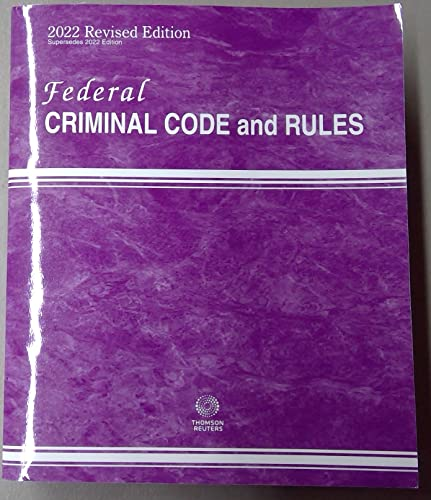 2022 Revised Edition
Supersedes 2022 Edition
Federal
CRIMINAL CODE and RULES
THOMSON
REUTERS